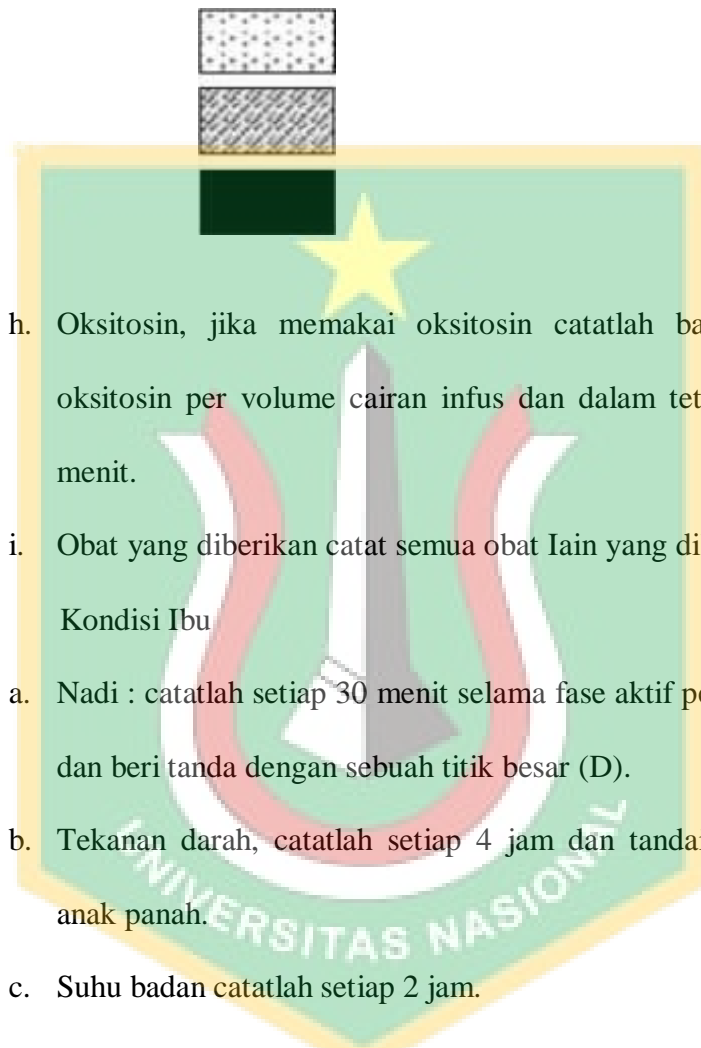 h. Oksitosin, jika memakai oksitosin catatlah ba
oksitosin per volume cairan infus dan dalam tet
menit.
i. Obat yang diberikan catat semua obat Iain yang di
Kondisi Ibu
a. Nadi : catatlah setiap 30 menit selama fase aktif pe
dan beri tanda dengan sebuah titik besar (D).
b. Tekanan darah, catatlah setiap 4 jam dan tandai
anak panah.
c. Suhu badan catatlah setiap 2 jam.
UNIVERSITAS NASIONAL